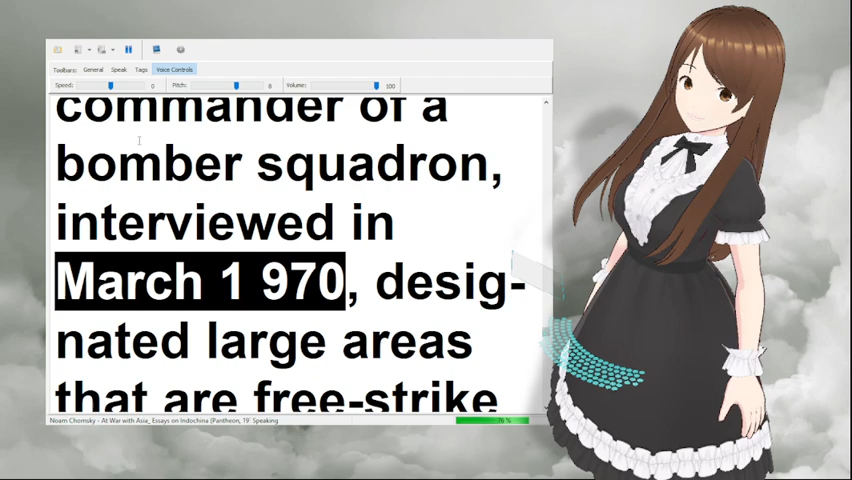 Toolbars: General Speak Tags Voice Controls
Speed: 0 Pitch: 8 Volume: 100
commander of a
bomber squadron,
interviewed in
March 1 970, desig-
nated large areas
that are free-strike
Noam Chomsky - At War with Asia_ Essays on Indochina (Pantheon, 19 Speaking 76 %